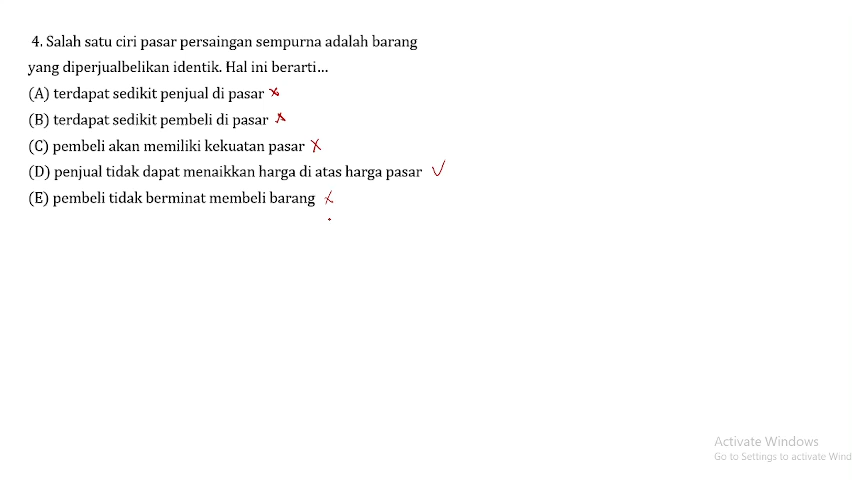 4. Salah satu ciri pasar persaingan sempurna adalah barang
yang diperjualbelikan identik. Hal ini berarti…
(A) terdapat sedikit penjual di pasar
(B) terdapat sedikit pembeli di pasar
(C) pembeli akan memiliki kekuatan pasar
(D) penjual tidak dapat menaikkan harga di atas harga pasar
(E) pembeli tidak berminat membeli barang
Activate Windows
Go to Settings to activate Wind